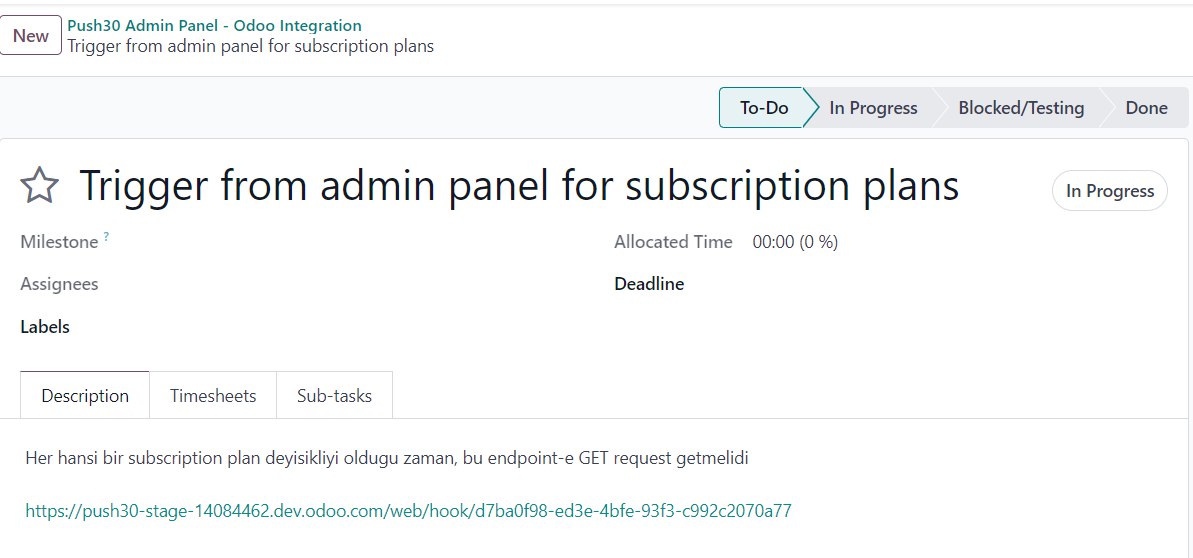 New
Push30 Admin Panel - Odoo Integration
Trigger from admin panel for subscription plans
To-Do
In Progress
Blocked/Testing
Done
Trigger from admin panel for subscription plans
In Progress
Milestone ?
Allocated Time 00:00 (0 %)
Assignees
Deadline
Labels
Description
Timesheets
Sub-tasks
Her hansi bir subscription plan deyisikliyi oldugu zaman, bu endpoint-e GET request getmelidi
https://push30-stage-14084462.dev.odoo.com/web/hook/d7ba0f98-ed3e-4bfe-93f3-c992c2070a77